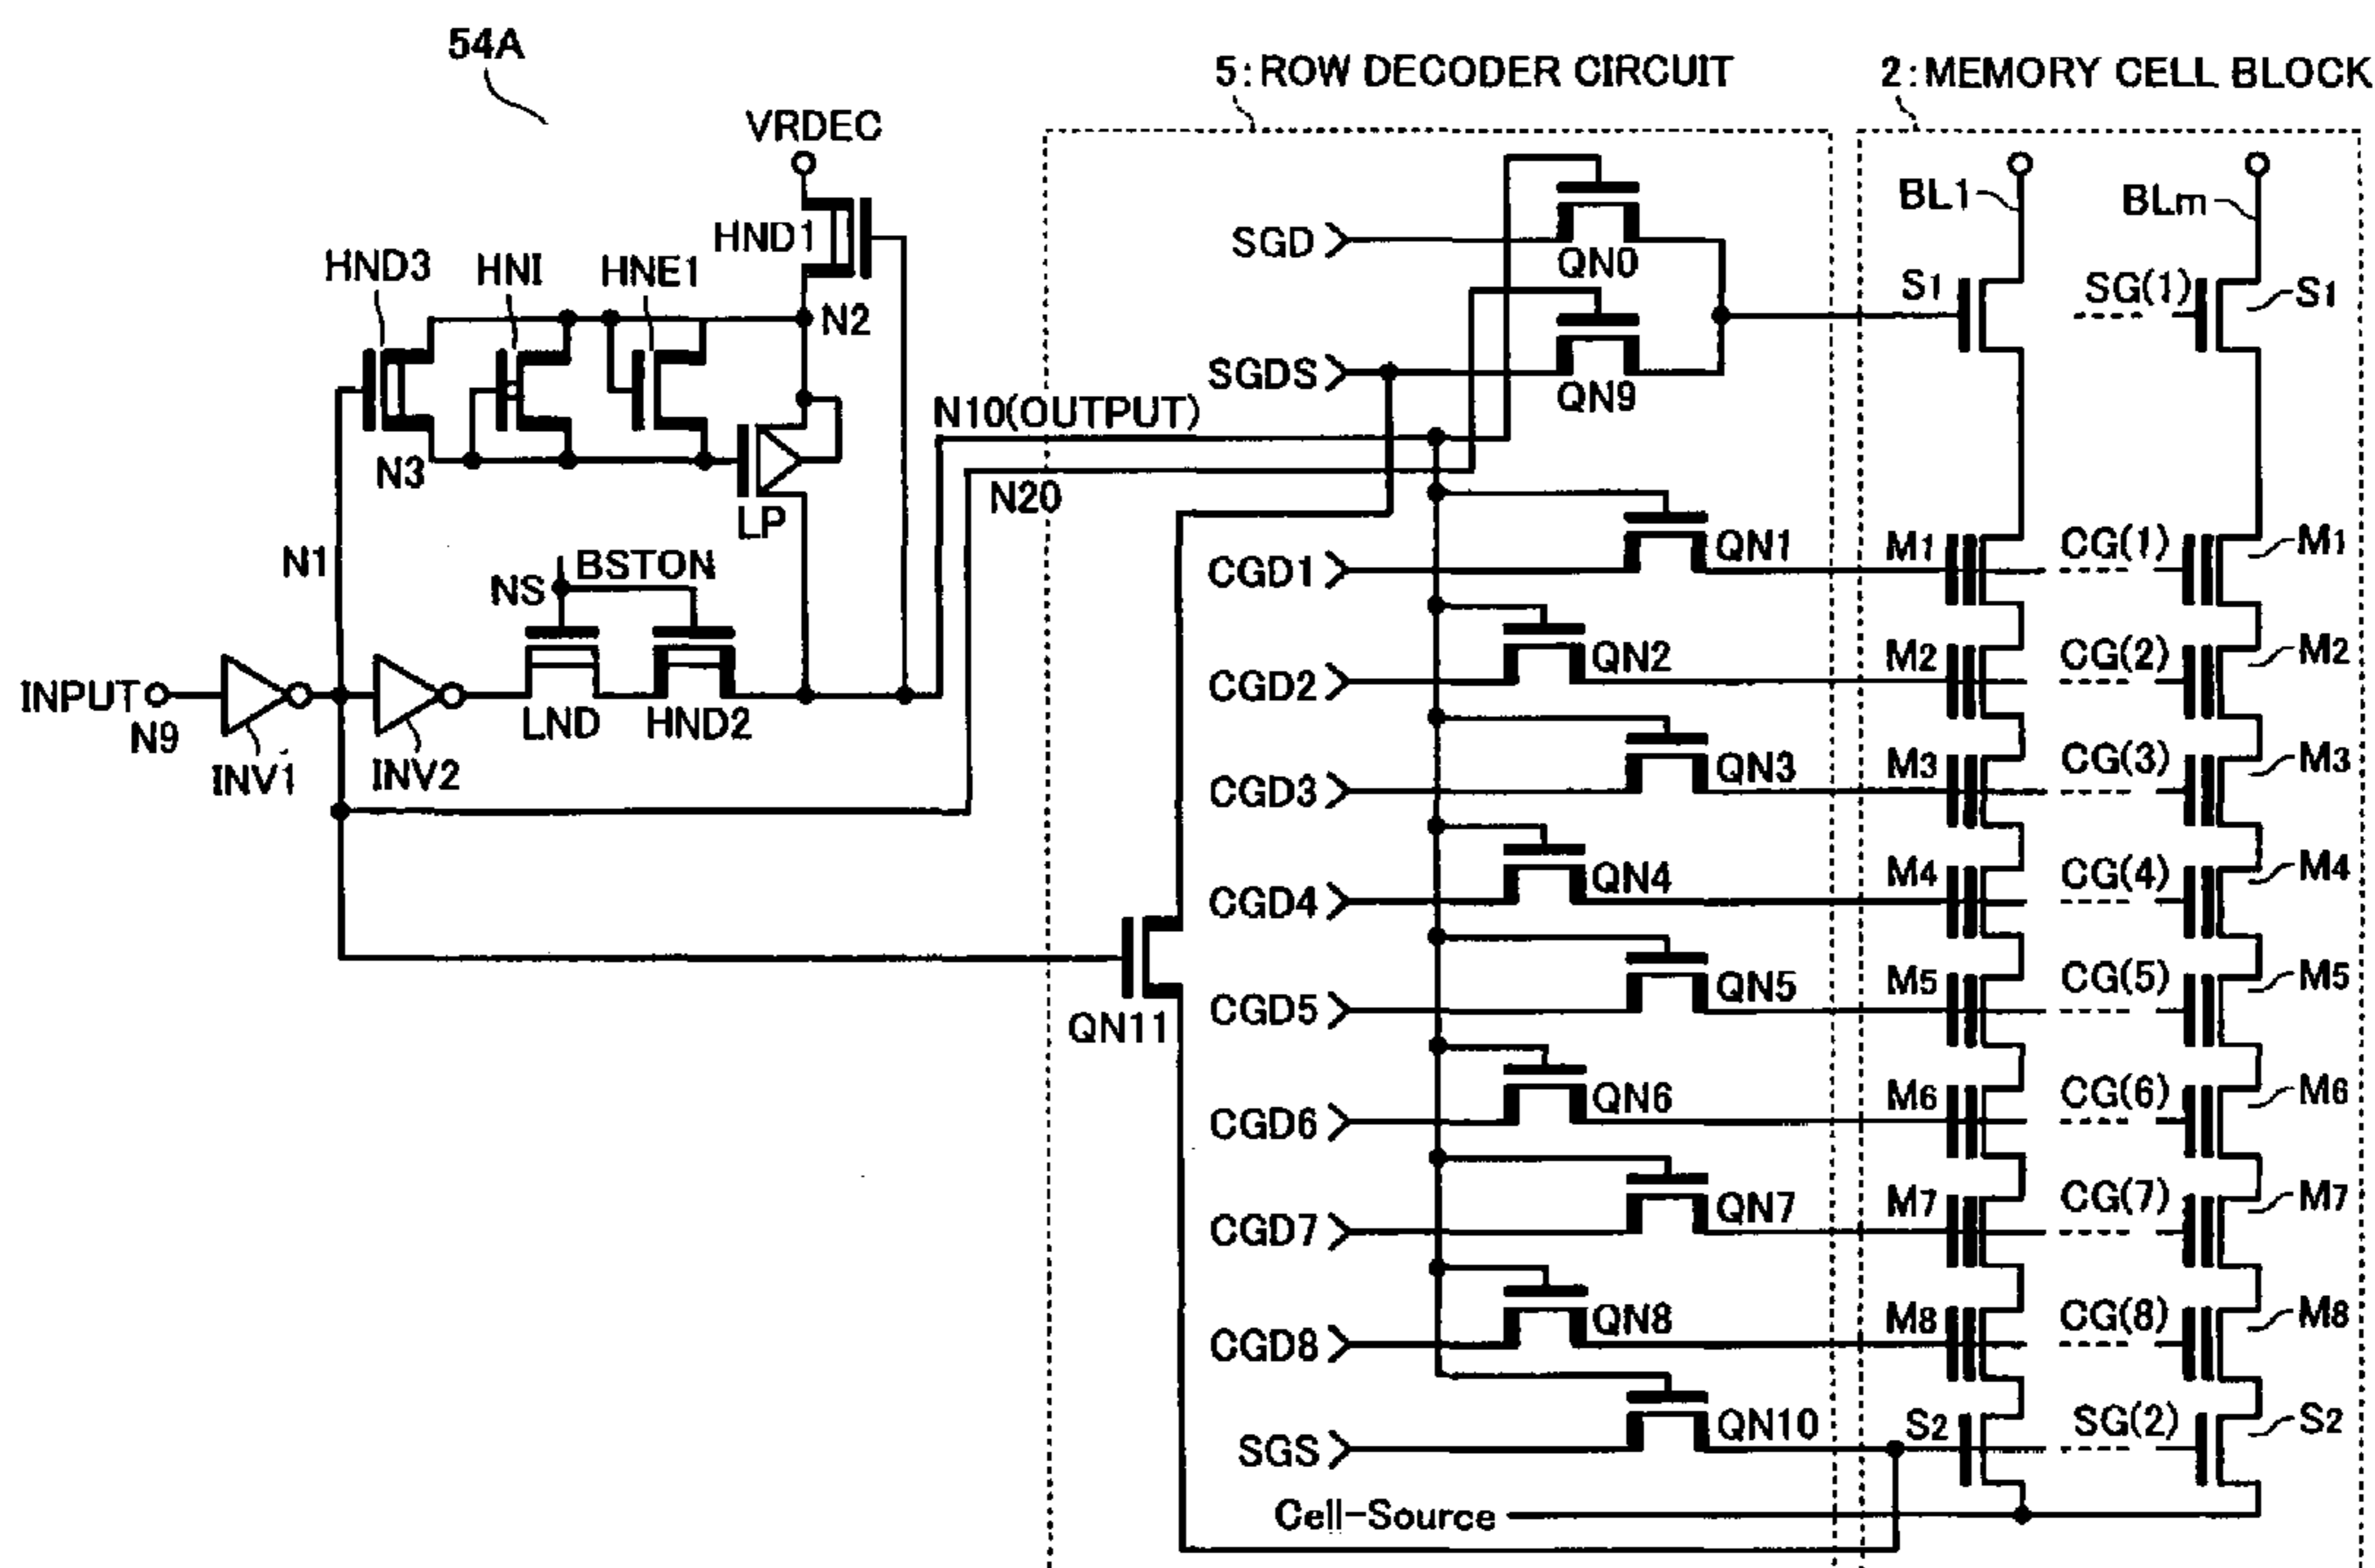 54A
5:ROW DECODER CIRCUIT
2:MEMORY CELL BLOCK
VRDEC
HND1
HND3
HNI
HNE1
N2
N3
LP
N1
NS
BSTON
INPUT
N9
INV1
INV2
LND
HND2
N10(OUTPUT)
N20
SGD
QN0
SGDS
QN9
BL1
BLm
S1
SG(1)
S1
CGD1
QN1
M1
CG(1)
M1
CGD2
QN2
M2
CG(2)
M2
CGD3
QN3
M3
CG(3)
M3
CGD4
QN4
M4
CG(4)
M4
CGD5
QN5
M5
CG(5)
M5
QN11
CGD6
QN6
M6
CG(6)
M6
CGD7
QN7
M7
CG(7)
M7
CGD8
QN8
M8
CG(8)
M8
SGS
QN10
S2
SG(2)
S2
Cell-Source